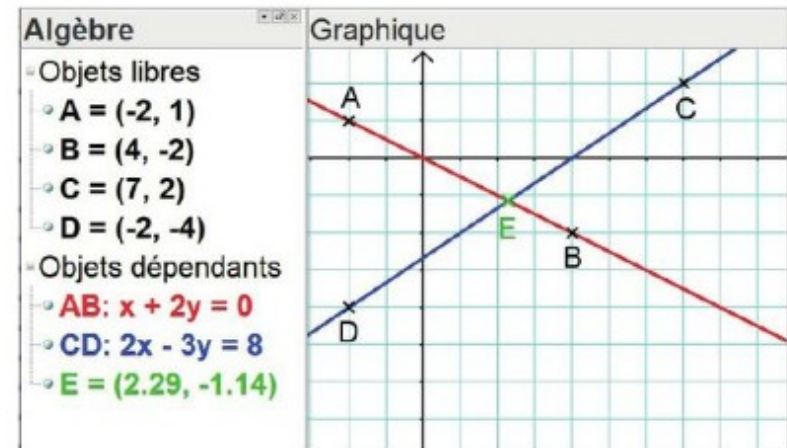 Algèbre
Objets libres
A = (-2, 1)
B = (4, -2)
C = (7, 2)
D = (-2, -4)
Objets dépendants
AB: x + 2y = 0
CD: 2x - 3y = 8
E = (2.29, -1.14)
Graphique
A
C
E
B
D